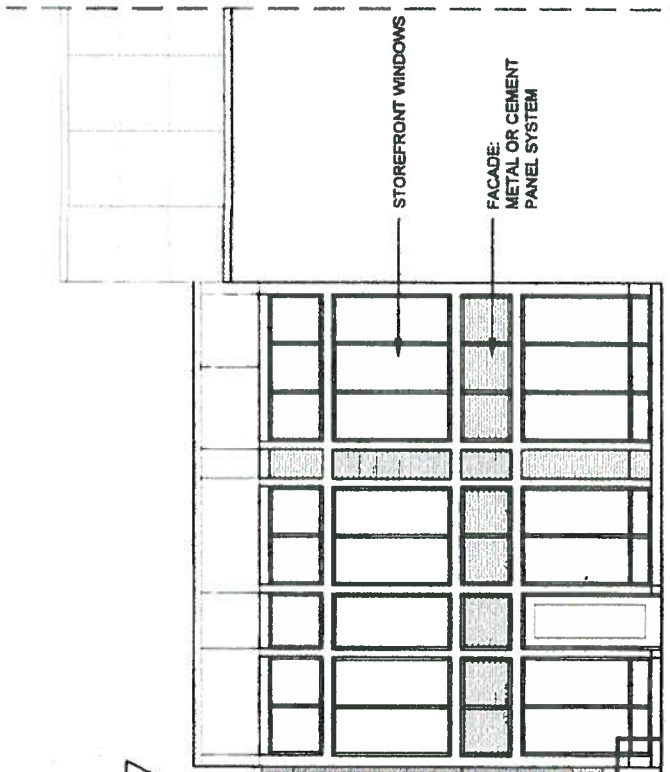 STOREFRONT WINDOWS
FACADE:
METAL OR CEMENT
PANEL SYSTEM